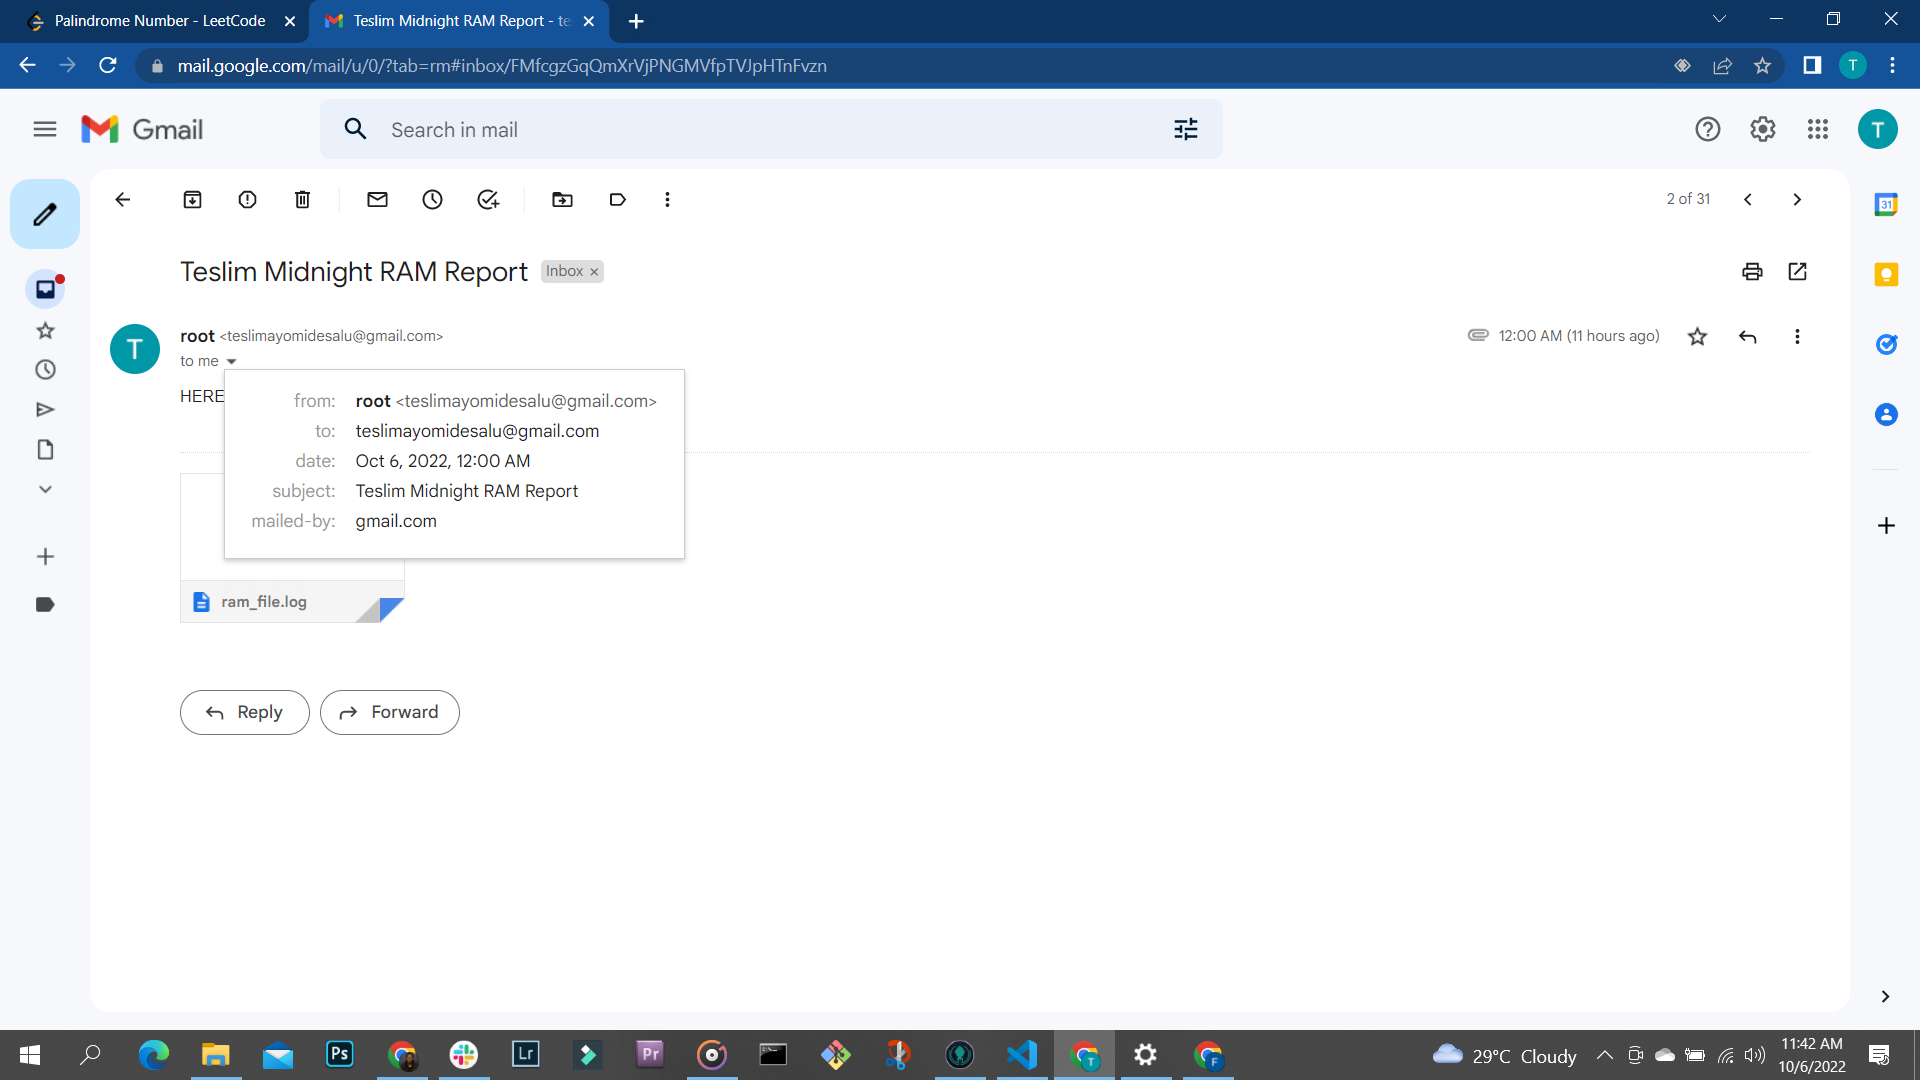 Palindrome Number - LeetCode
Teslim Midnight RAM Report - te
mail.google.com/mail/u/0/?tab=rm#inbox/FMfcgzGqQmXrVjPNGMVfpTVJpHTnFvzn
T
Gmail
Search in mail
T
2 of 31
31
Teslim Midnight RAM Report
Inbox ×
T
root <teslimayomidesalu@gmail.com>
12:00 AM (11 hours ago)
to me
HERE
from: root <teslimayomidesalu@gmail.com>
to: teslimayomidesalu@gmail.com
date: Oct 6, 2022, 12:00 AM
subject: Teslim Midnight RAM Report
mailed-by: gmail.com
ram_file.log
Reply
Forward
Ps
Lr
Pr
T
F
29°C Cloudy
11:42 AM
10/6/2022